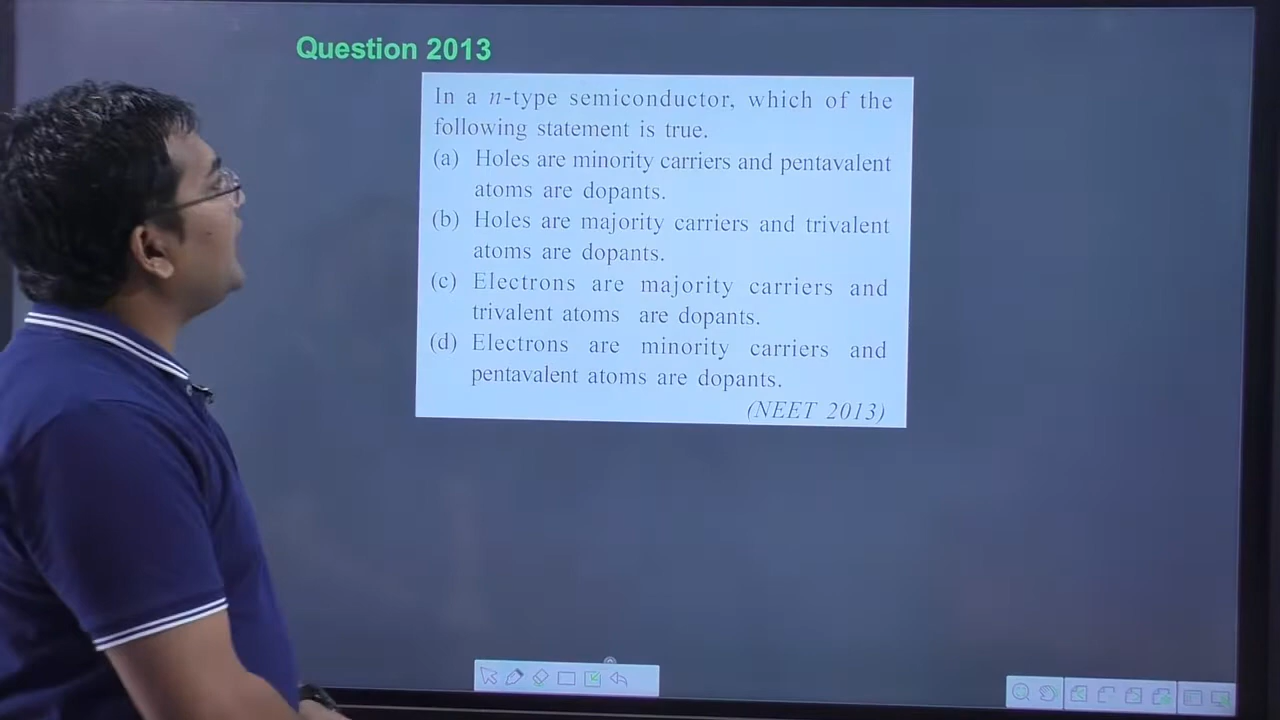 Question 2013
In a n-type semiconductor, which of the
following statement is true.
(a) Holes are minority carriers and pentavalent
atoms are dopants.
(b) Holes are majority carriers and trivalent
atoms are dopants.
(c) Electrons are majority carriers and
trivalent atoms are dopants.
(d) Electrons are minority carriers and
pentavalent atoms are dopants.
(NEET 2013)